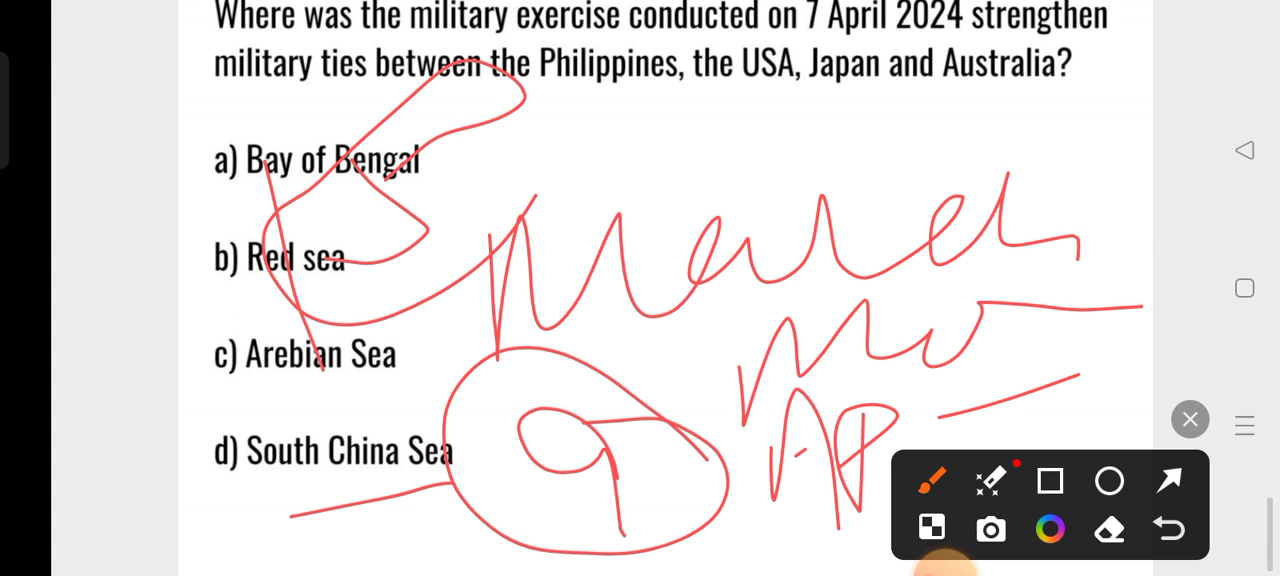 Where was the military exercise conducted on 7 April 2024 strengthen
military ties between the Philippines, the USA, Japan and Australia?
a) Bay of Bengal
b) Red sea
c) Arebian Sea
d) South China Sea